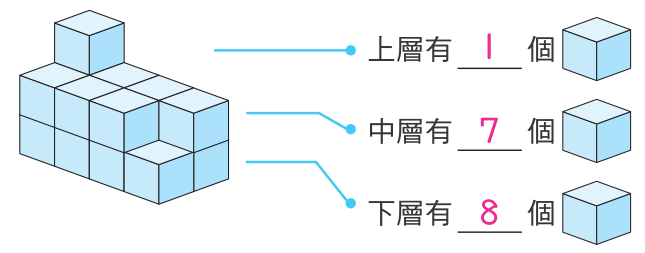 上層有 1 個
中層有 7 個
下層有 8 個